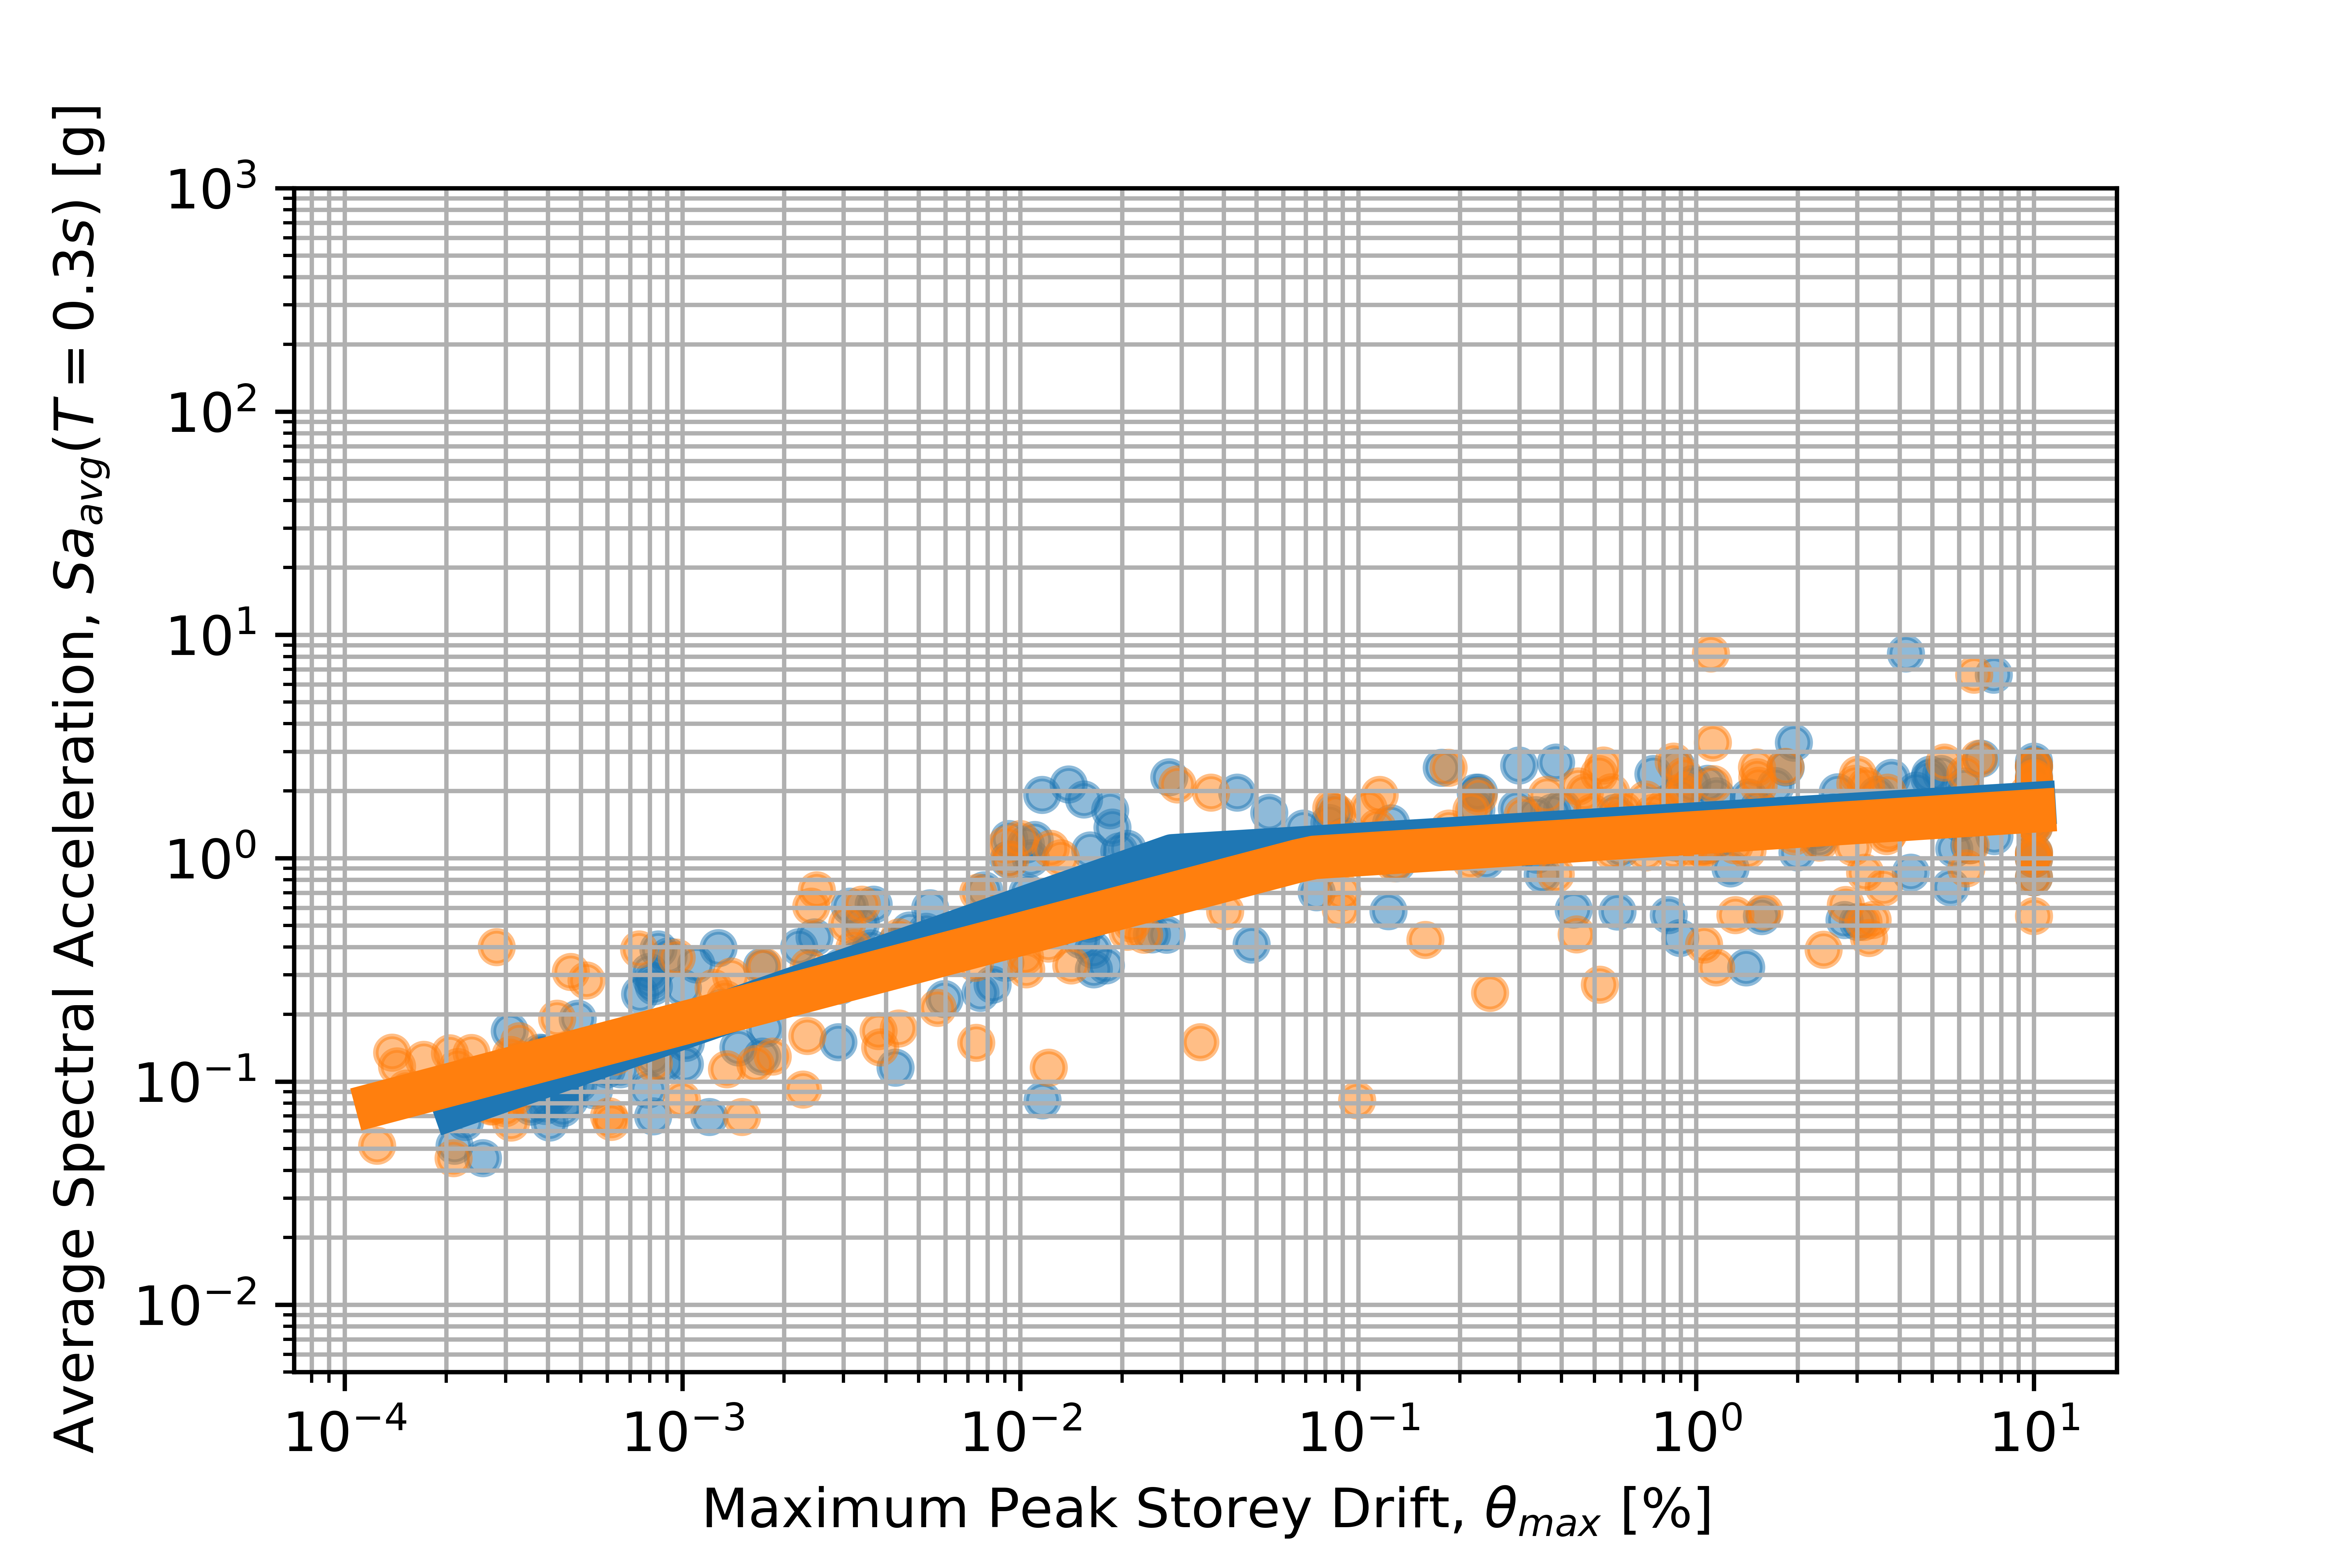 Average Spectral Acceleration, Sa_avg(T = 0.3s) [g]
10^3
10^2
10^1
10^0
10^−1
10^−2
10^−4 10^−3 10^−2 10^−1 10^0 10^1
Maximum Peak Storey Drift, θ_max [%]